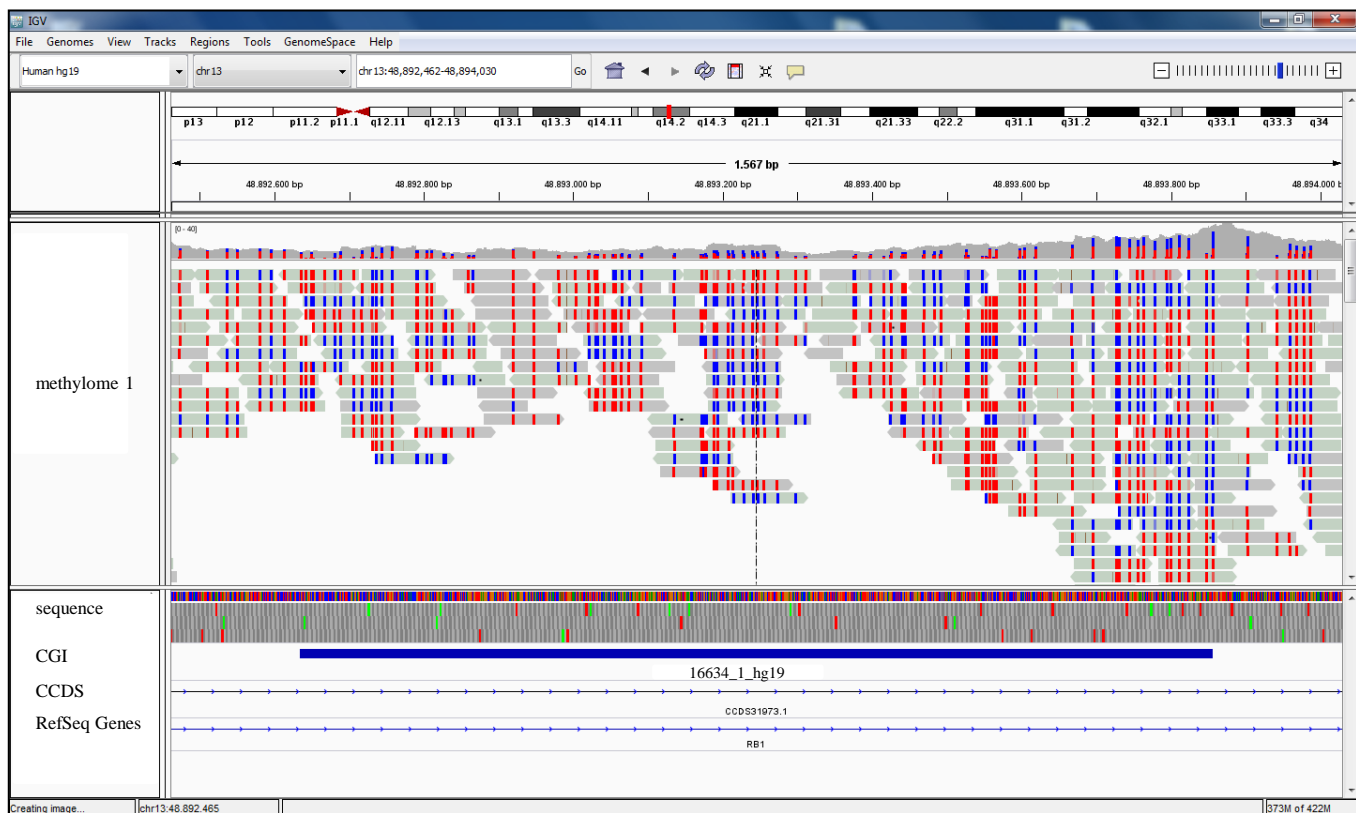 IGV
File Genomes View Tracks Regions Tools GenomeSpace Help
Human hg19 chr13 chr13:48,892,462-48,894,030 Go
p13 p12 p11.2 p11.1 q12.11 q12.13 q13.1 q13.3 q14.11 q14.2 q14.3 q21.1 q21.31 q21.33 q22.2 q31.1 q31.2 q32.1 q33.1 q33.3 q34
1.567 bp
48.892.600 bp 48.892.800 bp 48.893.000 bp 48.893.200 bp 48.893.400 bp 48.893.600 bp 48.893.800 bp 48.894.000 b
[0 - 40]
methylome 1
sequence
CGI
16634_1_hg19
CCDS
CCDS31973.1
RefSeq Genes
RB1
Creating image... chr13:48.892.465 373M of 422M